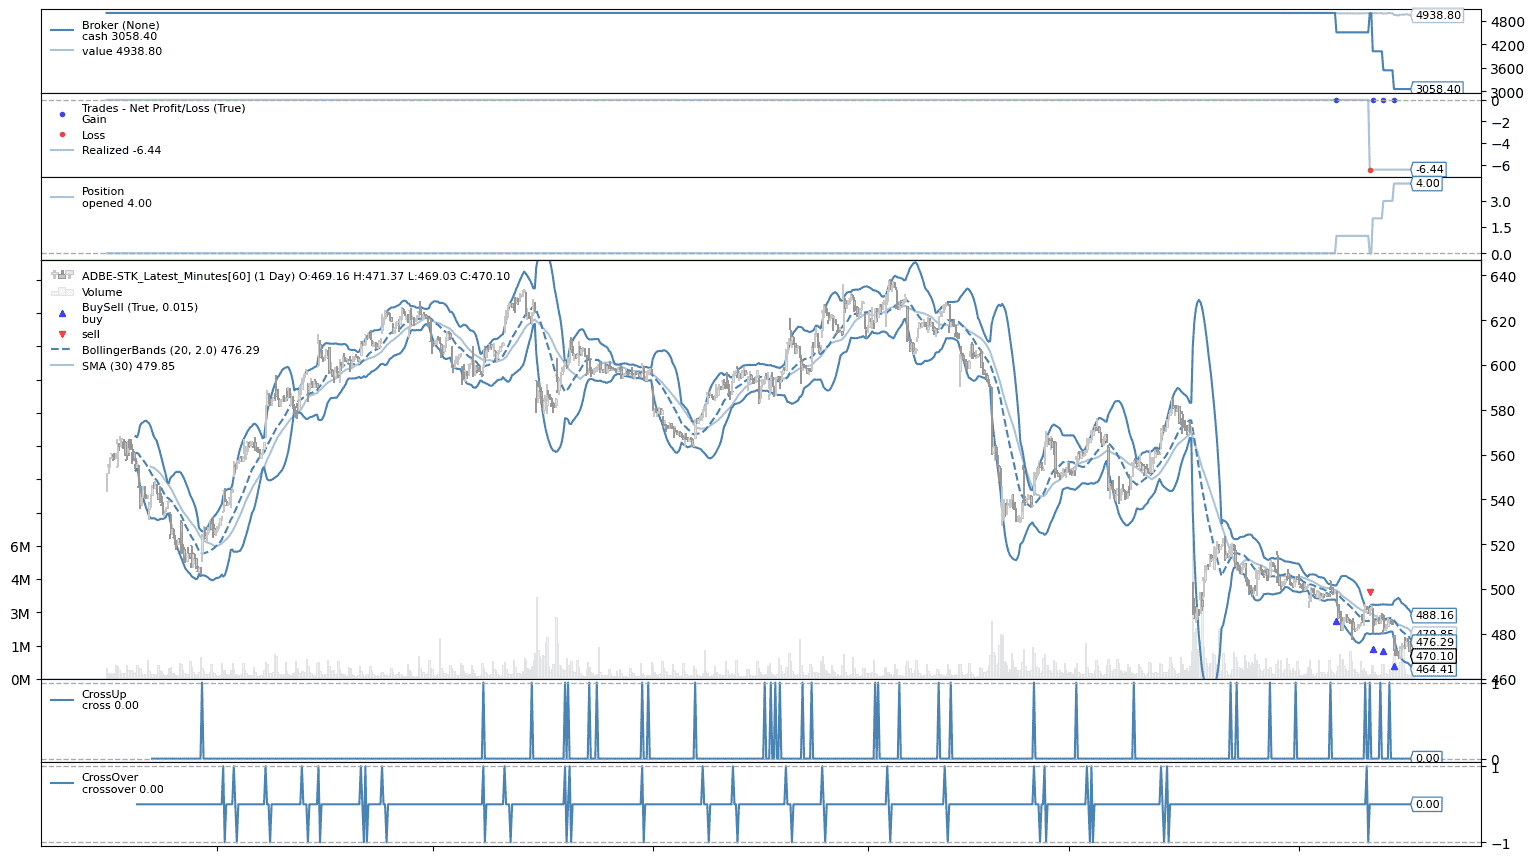 Broker (None)
cash 3058.40
value 4938.80
4938.80
4800
4200
3600
3058.40
3000
Trades - Net Profit/Loss (True)
Gain
Loss
Realized -6.44
0
−2
−4
−6
-6.44
Position
opened 4.00
4.00
3.0
1.5
0.0
ADBE-STK_Latest_Minutes[60] (1 Day) O:469.16 H:471.37 L:469.03 C:470.10
Volume
BuySell (True, 0.015)
buy
sell
BollingerBands (20, 2.0) 476.29
SMA (30) 479.85
640
620
600
580
560
540
520
500
480
460
6M
4M
3M
1M
0M
488.16
479.85
476.29
470.10
464.41
CrossUp
cross 0.00
1
0.00
0
CrossOver
crossover 0.00
1
0.00
−1